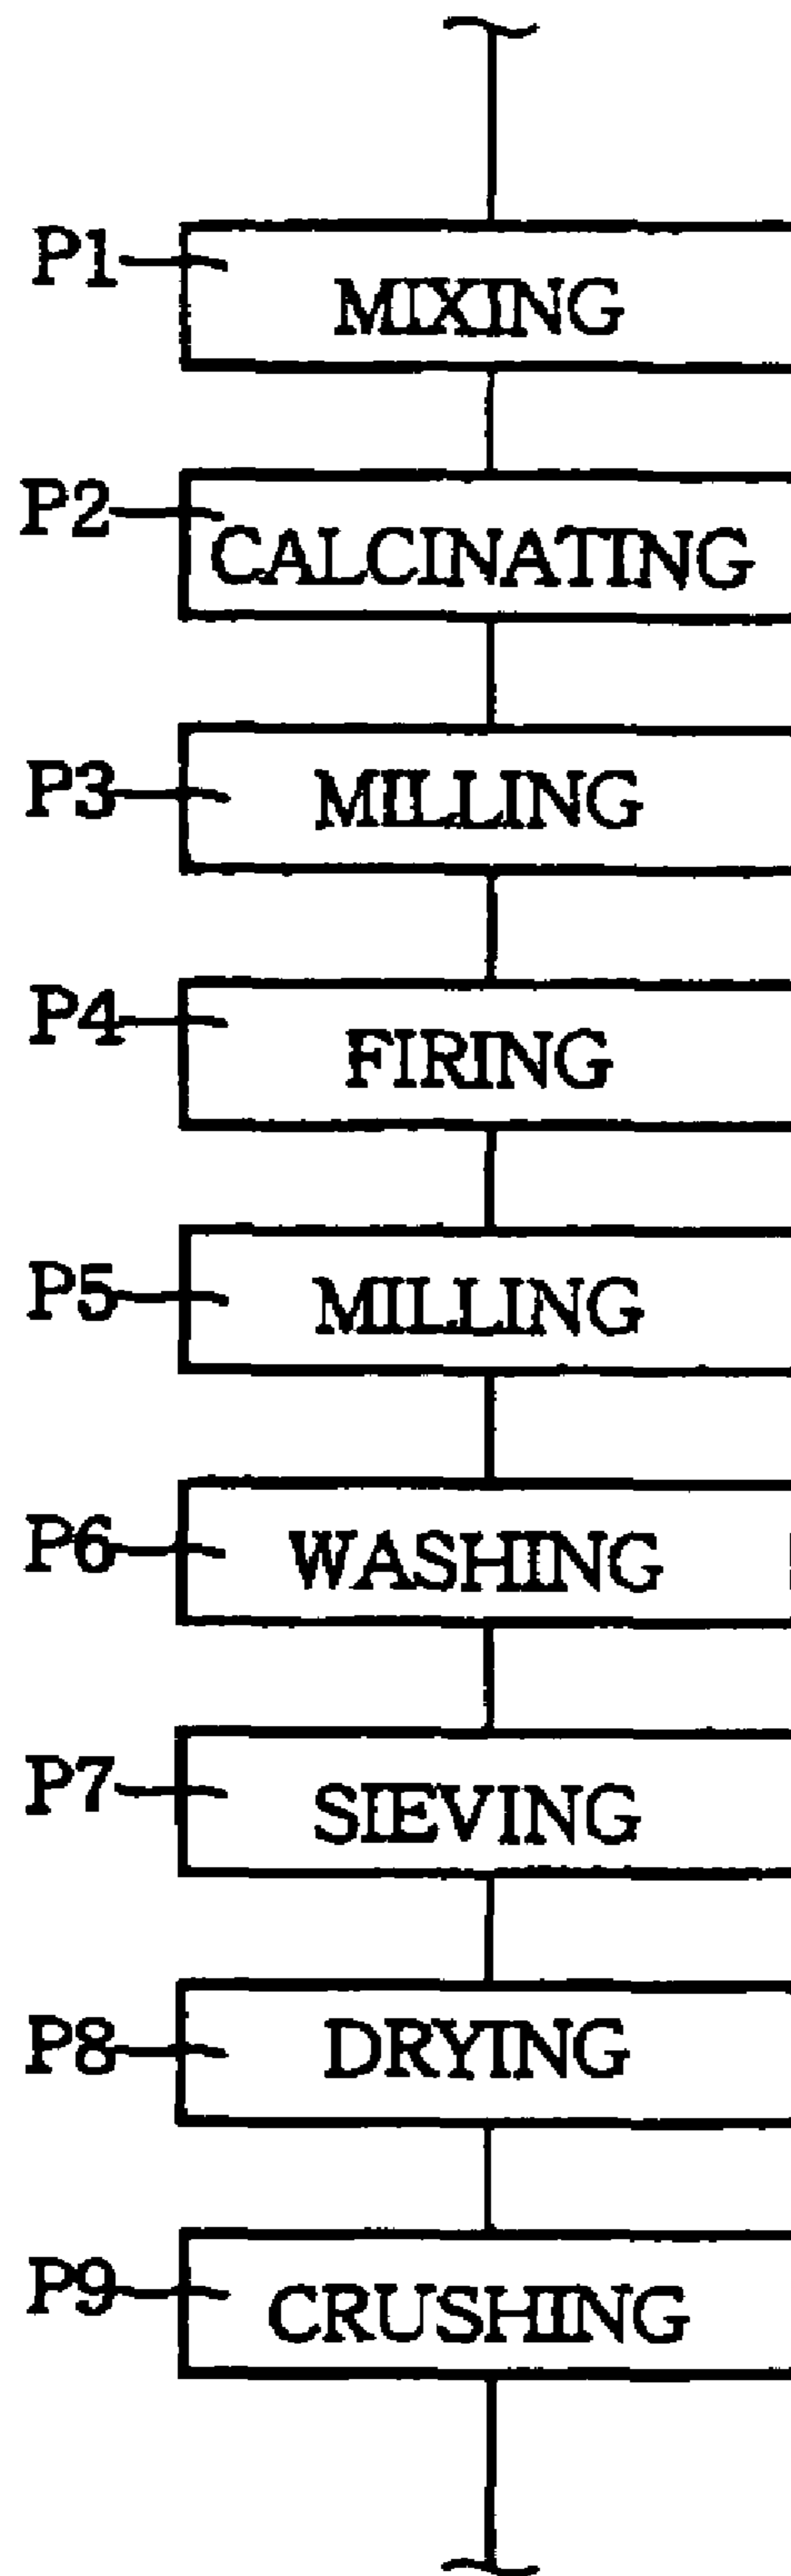 P1 MIXING
P2 CALCINATING
P3 MILLING
P4 FIRING
P5 MILLING
P6 WASHING
P7 SIEVING
P8 DRYING
P9 CRUSHING